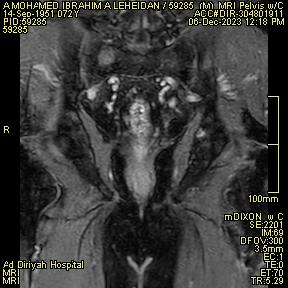 A MOHAMED IBRAHIM A LEHEIDAN / 59285 (M) MRI Pelvis w/C
14-Sep-1951 072Y ACC#DIR-304801911
PID:59285 06-Dec-2023 12:18 PM
59285
R
100mm
mDIXON_w C
SE:2201
IM:69
DFOV:300
3.5mm
EC:1
Ad Diriyah Hospital TE:0
MRI ET:70
MRI TR:5.29